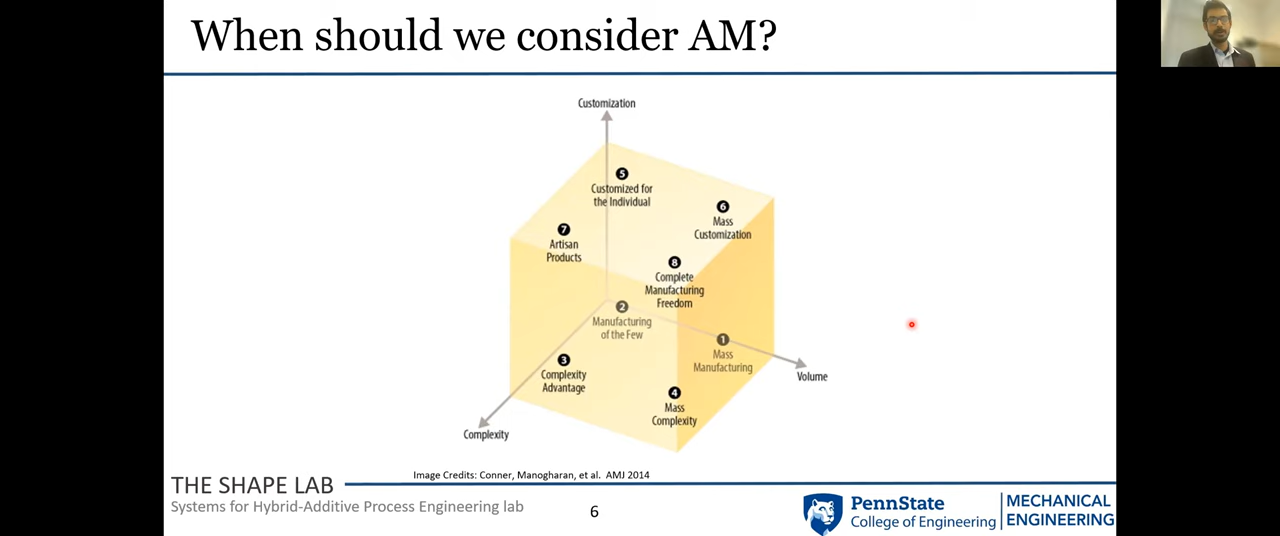 When should we consider AM?
Customization
5
Customized for
the Individual
6
Mass
Customization
7
Artisan
Products
8
Complete
Manufacturing
Freedom
2
Manufacturing
of the Few
1
Mass
Manufacturing
3
Complexity
Advantage
4
Mass
Complexity
Volume
Complexity
Image Credits: Conner, Manogharan, et al. AMJ 2014
THE SHAPE LAB
Systems for Hybrid-Additive Process Engineering lab
6
PennState
College of Engineering
MECHANICAL
ENGINEERING